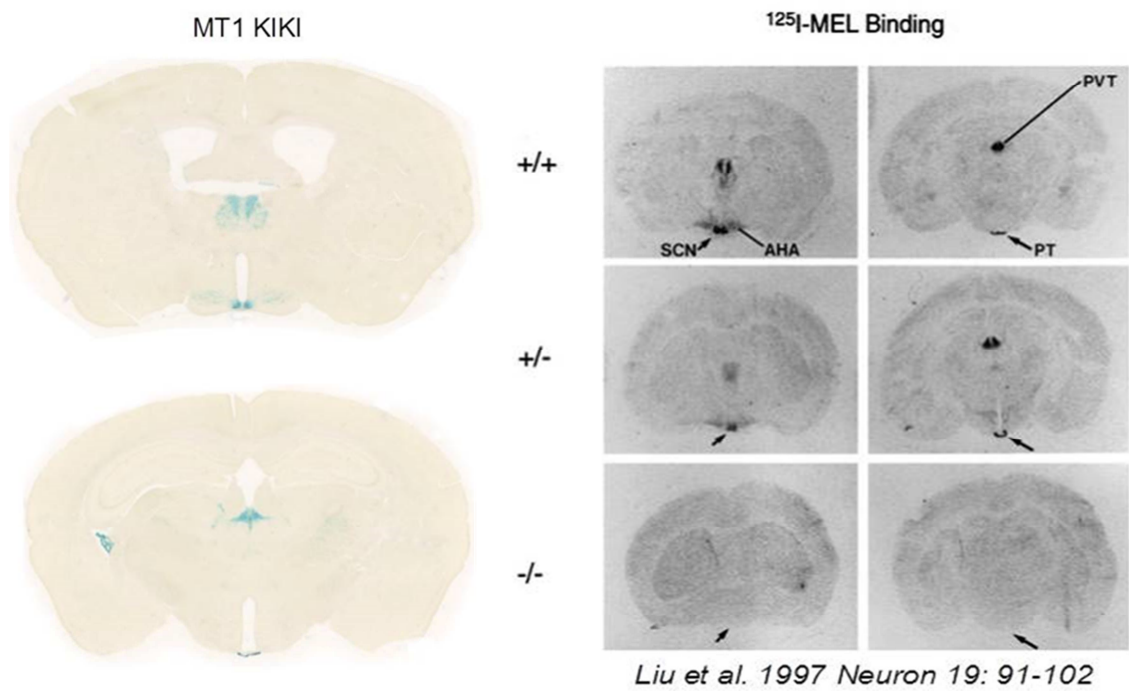 MT1 KIKI
¹²⁵I-MEL Binding
PVT
+/+
SCN
AHA
PT
+/-
-/-
Liu et al. 1997 Neuron 19: 91-102